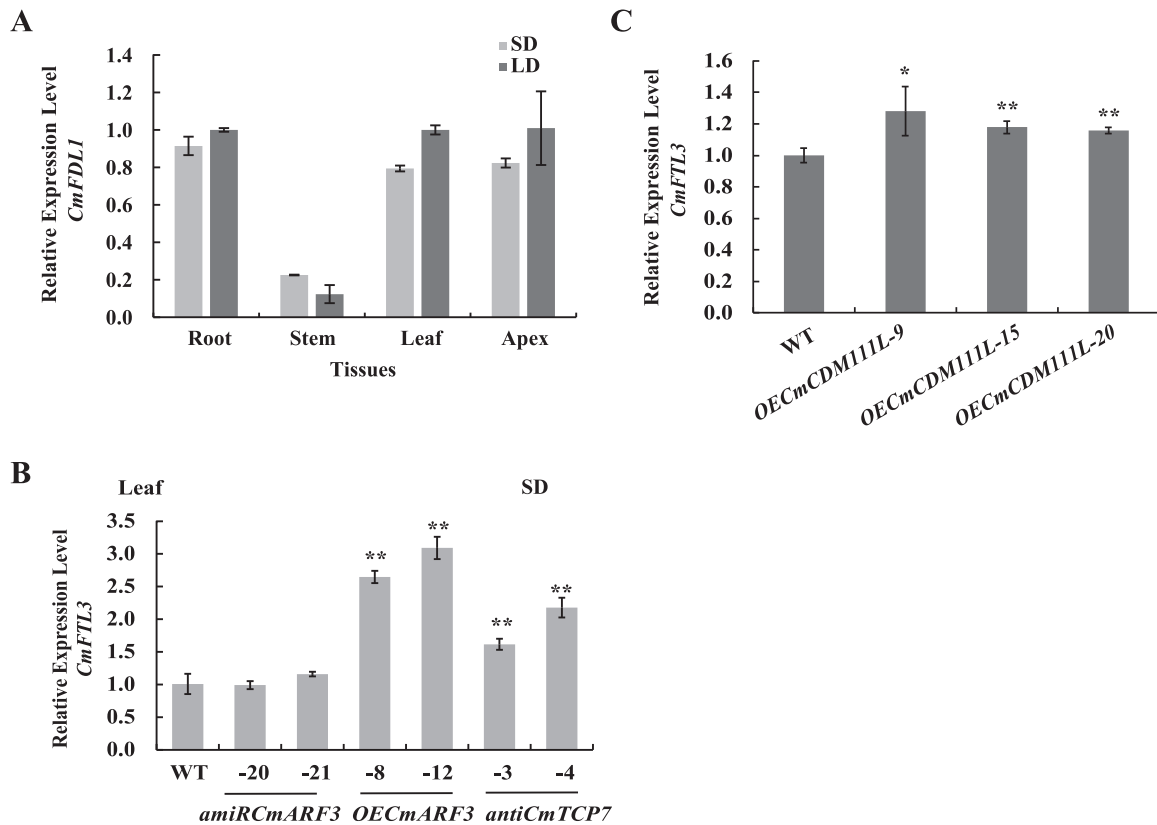 A
SD
LD
Relative Expression Level
CmFDL1
1.4
1.2
1.0
0.8
0.6
0.4
0.2
0.0
Root Stem Leaf Apex
Tissues
C
Relative Expression Level
CmFTL3
1.6
1.4
1.2
1.0
0.8
0.6
0.4
0.2
0.0
* ** **
WT
OECmCDM111L-9
OECmCDM111L-15
OECmCDM111L-20
B
Leaf SD
Relative Expression Level
CmFTL3
3.5
3.0
2.5
2.0
1.5
1.0
0.5
0.0
** ** ** **
WT -20 -21 -8 -12 -3 -4
amiRCmARF3 OECmARF3 antiCmTCP7